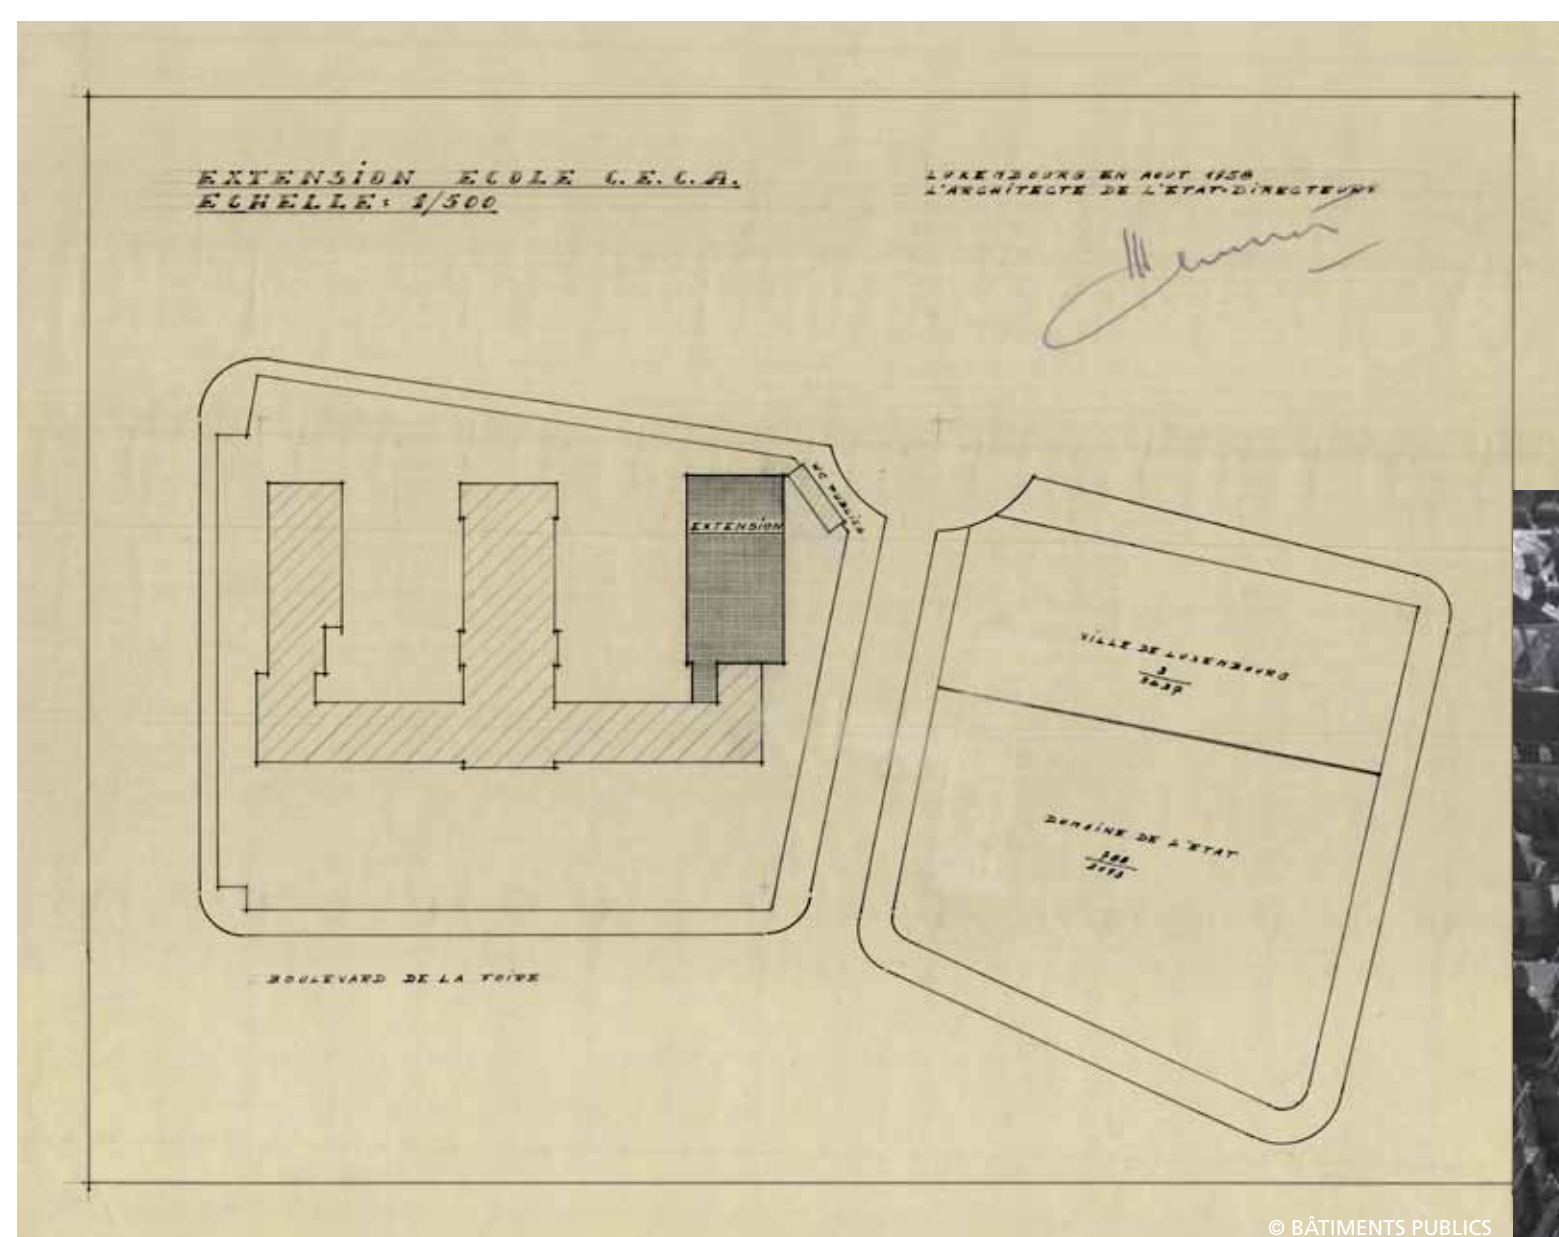 EXTENSION ECOLE C.E.C.A.
ECHELLE: 1/500
LUXEMBOURG EN AOUT 1958
L'ARCHITECTE DE L'ETAT-DIRECTEUR
WC PUBLICS
EXTENSION
VILLE DE LUXEMBOURG
DOMAINE DE L'ETAT
BOULEVARD DE LA FOIRE
© BÂTIMENTS PUBLICS